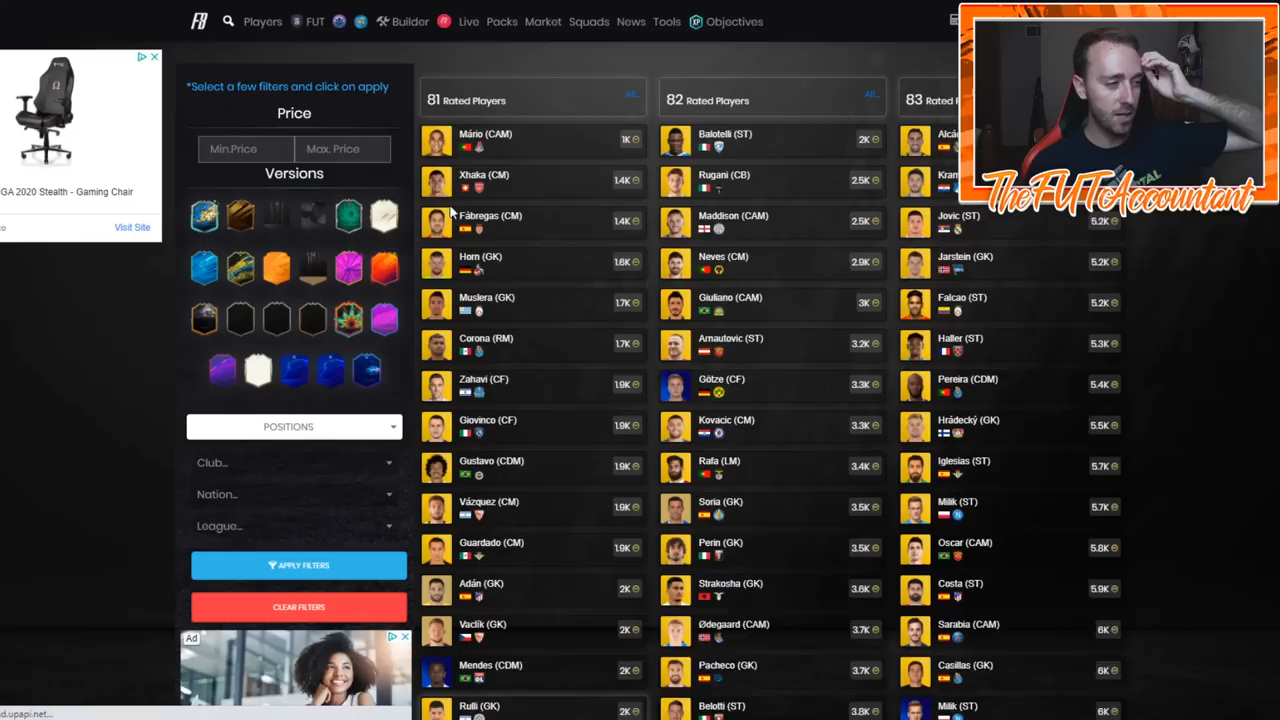 Players FUT Builder Live Packs Market Squads News Tools XP Objectives
*Select a few filters and click on apply
Price
Min.Price Max. Price
Versions
POSITIONS
Club...
Nation...
League...
APPLY FILTERS
CLEAR FILTERS
Ad
GA 2020 Stealth - Gaming Chair
Visit Site
81 Rated Players All..
Mário (CAM) 1K
Xhaka (CM) 1.4K
Fábregas (CM) 1.4K
Horn (GK) 1.6K
Muslera (GK) 1.7K
Corona (RM) 1.7K
Zahavi (CF) 1.9K
Giovinco (CF) 1.9K
Gustavo (CDM) 1.9K
Vázquez (CM) 1.9K
Guardado (CM) 1.9K
Adán (GK) 2K
Vaclík (GK) 2K
Mendes (CDM) 2K
Rulli (GK) 2K
82 Rated Players All..
Balotelli (ST) 2K
Rugani (CB) 2.5K
Maddison (CAM) 2.5K
Neves (CM) 2.9K
Giuliano (CAM) 3K
Arnautovic (ST) 3.2K
Götze (CF) 3.3K
Kovacic (CM) 3.3K
Rafa (LM) 3.4K
Soria (GK) 3.5K
Perin (GK) 3.5K
Strakosha (GK) 3.6K
Ødegaard (CAM) 3.7K
Pacheco (GK) 3.7K
Belotti (ST) 3.8K
83 Rated P
Alcá
Kram
Jovic (ST) 5.2K
Jarstein (GK) 5.2K
Falcao (ST) 5.2K
Haller (ST) 5.3K
Pereira (CDM) 5.4K
Hrádecký (GK) 5.5K
Iglesias (ST) 5.7K
Milik (ST) 5.7K
Oscar (CAM) 5.8K
Costa (ST) 5.9K
Sarabia (CAM) 6K
Casillas (GK) 6K
Milik (ST) 6K
TheFUTAccountant
d.upapi.net...